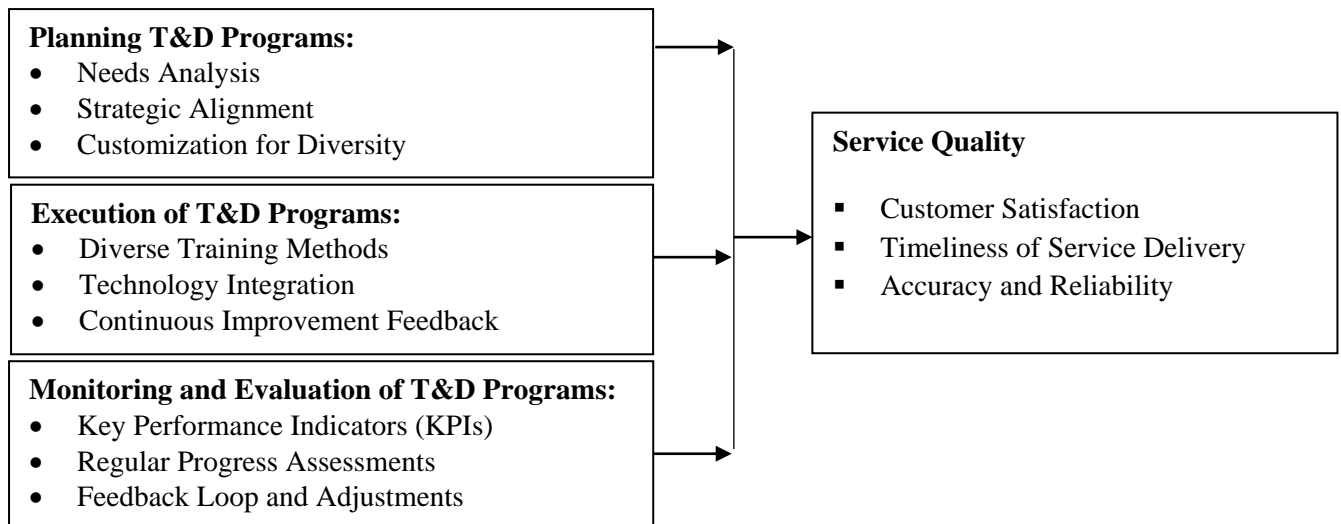 Planning T&D Programs:
• Needs Analysis
• Strategic Alignment
• Customization for Diversity
Execution of T&D Programs:
• Diverse Training Methods
• Technology Integration
• Continuous Improvement Feedback
Monitoring and Evaluation of T&D Programs:
• Key Performance Indicators (KPIs)
• Regular Progress Assessments
• Feedback Loop and Adjustments
Service Quality
▪ Customer Satisfaction
▪ Timeliness of Service Delivery
▪ Accuracy and Reliability